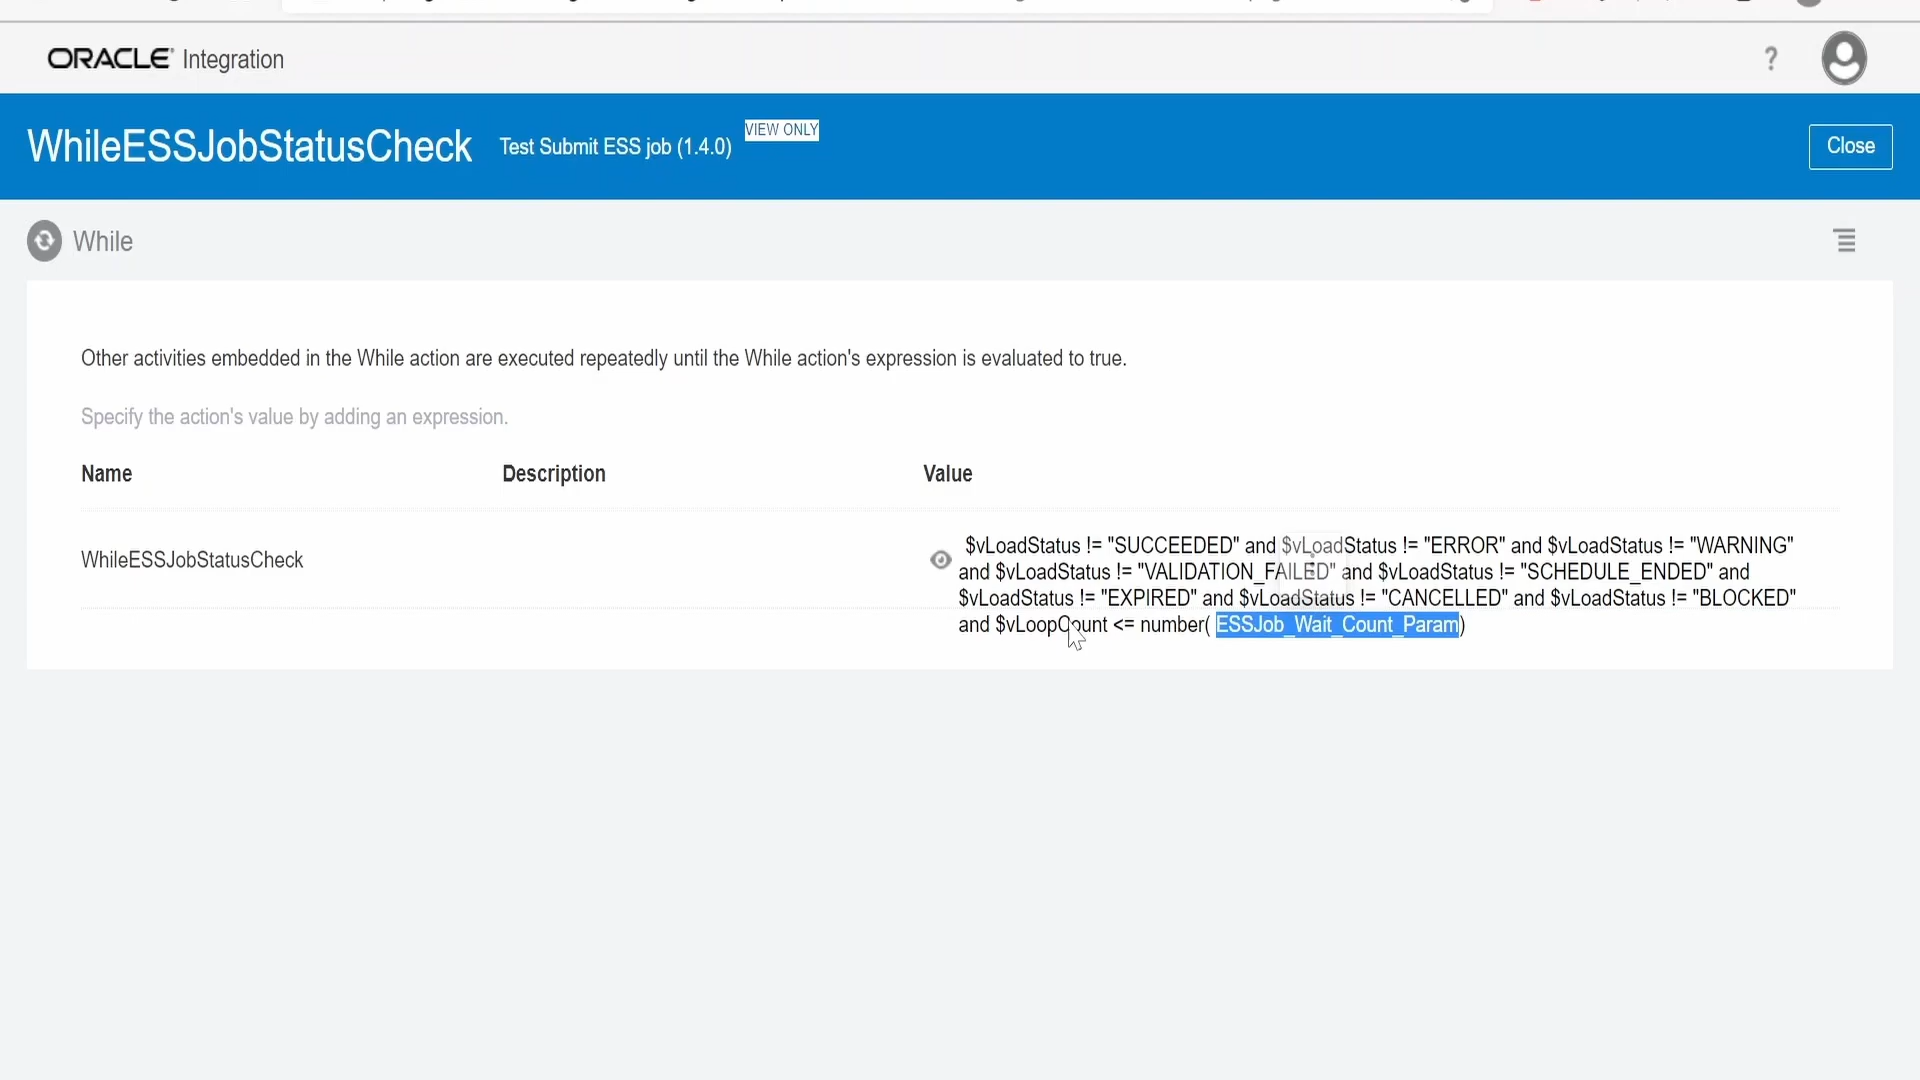 ORACLE Integration
?
WhileESSJobStatusCheck
Test Submit ESS job (1.4.0)
VIEW ONLY
Close
While
Other activities embedded in the While action are executed repeatedly until the While action's expression is evaluated to true.
Specify the action's value by adding an expression.
Name Description Value
WhileESSJobStatusCheck
$vLoadStatus != "SUCCEEDED" and $vLoadStatus != "ERROR" and $vLoadStatus != "WARNING"
and $vLoadStatus != "VALIDATION_FAILED" and $vLoadStatus != "SCHEDULE_ENDED" and
$vLoadStatus != "EXPIRED" and $vLoadStatus != "CANCELLED" and $vLoadStatus != "BLOCKED"
and $vLoopCount <= number( ESSJob_Wait_Count_Param)